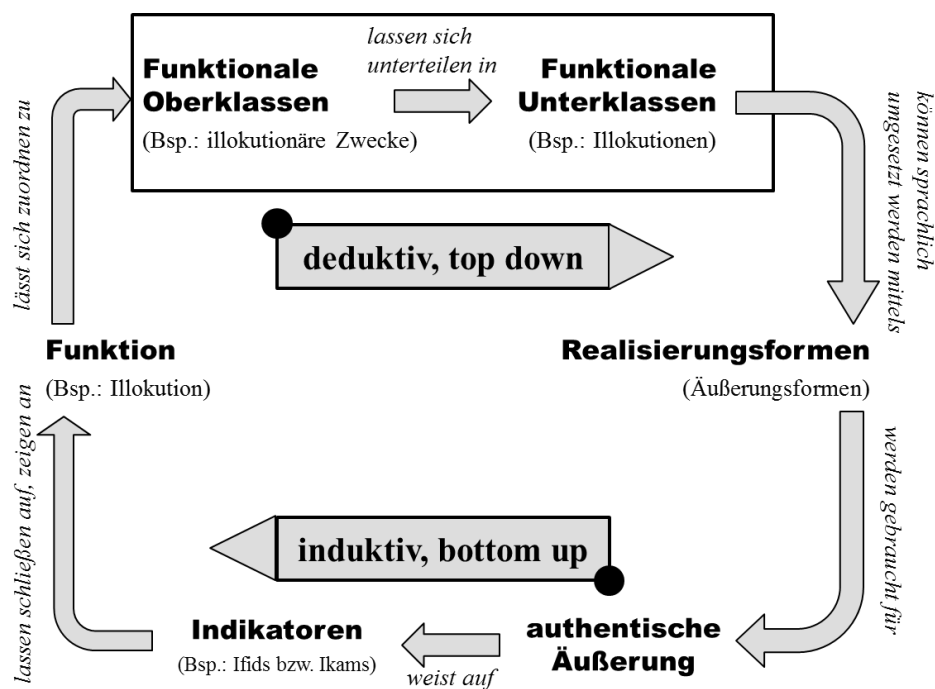 lassen sich
unterteilen in
Funktionale
Oberklassen
(Bsp.: illokutionäre Zwecke)
Funktionale
Unterklassen
(Bsp.: Illokutionen)
können sprachlich
umgesetzt werden mittels
lässt sich zuordnen zu
deduktiv, top down
Funktion
(Bsp.: Illokution)
Realisierungsformen
(Äußerungsformen)
lassen schließen auf, zeigen an
werden gebraucht für
induktiv, bottom up
Indikatoren
(Bsp.: Ifids bzw. Ikams)
weist auf
authentische
Äußerung